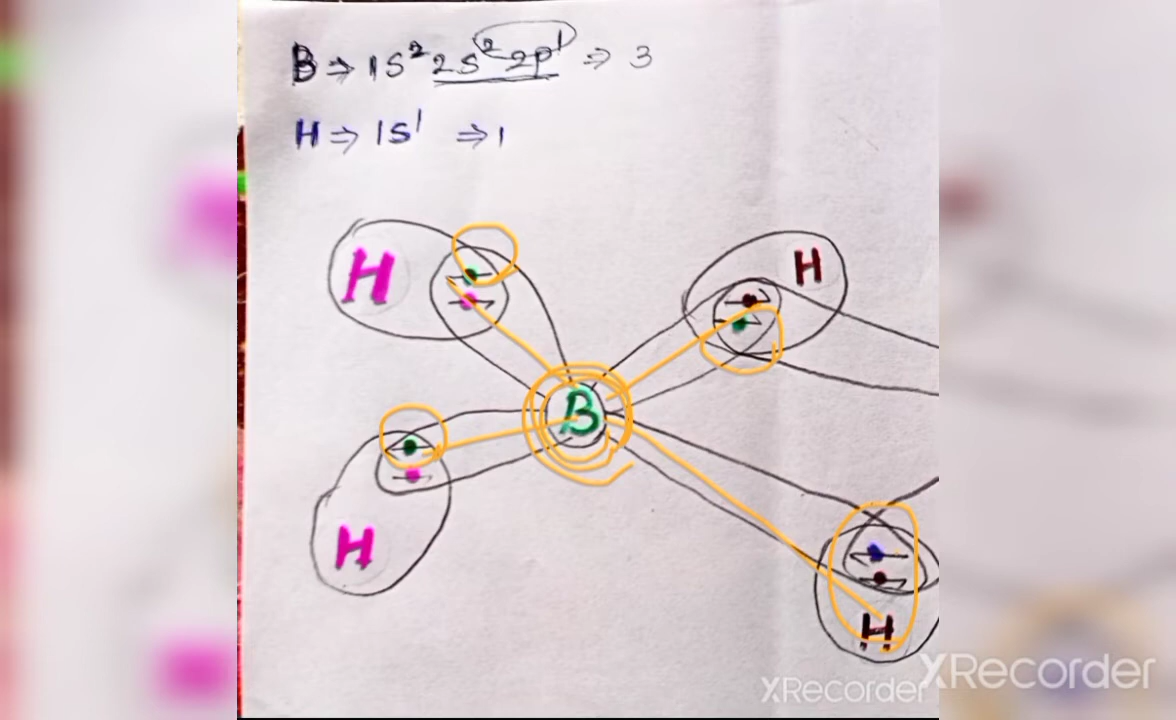 B ⇒ 1S² 2S² 2P¹ ⇒ 3
H ⇒ 1S¹ ⇒ 1
H
H
B
H
H
XRecorder
XRecorder